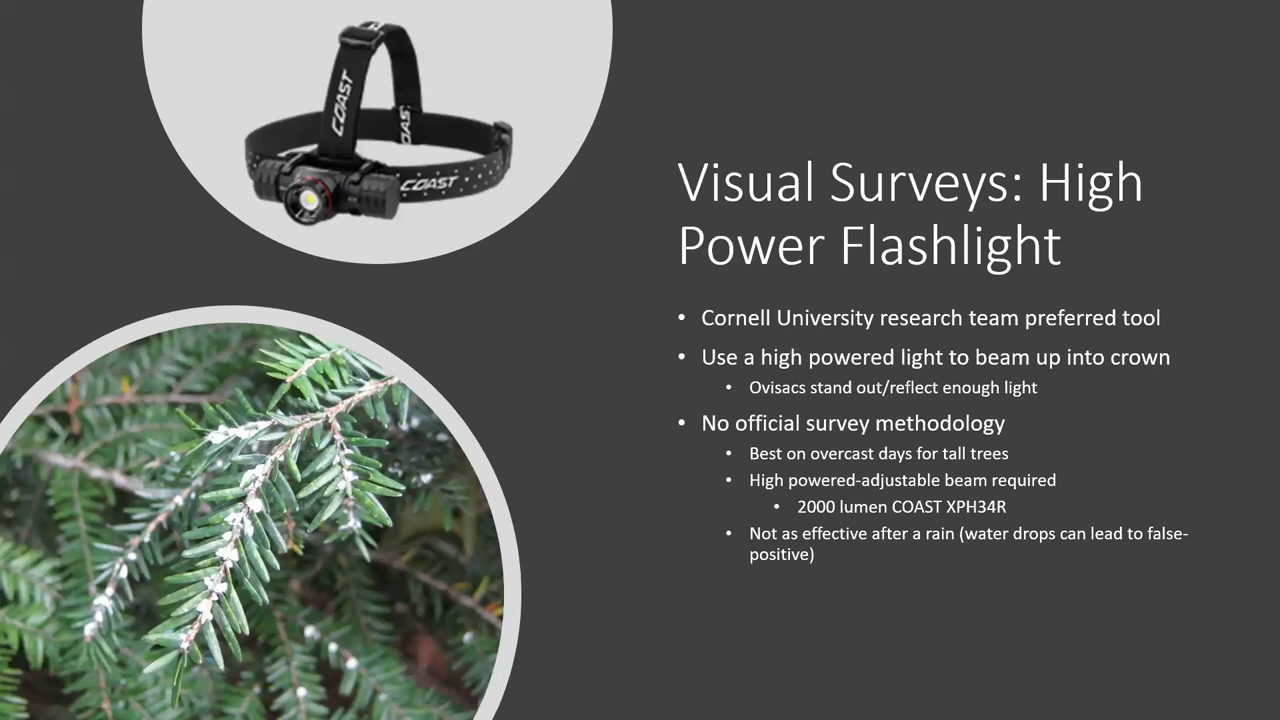 COAST
COAST
Visual Surveys: High
Power Flashlight
• Cornell University research team preferred tool
• Use a high powered light to beam up into crown
• Ovisacs stand out/reflect enough light
• No official survey methodology
• Best on overcast days for tall trees
• High powered-adjustable beam required
• 2000 lumen COAST XPH34R
• Not as effective after a rain (water drops can lead to false-
positive)